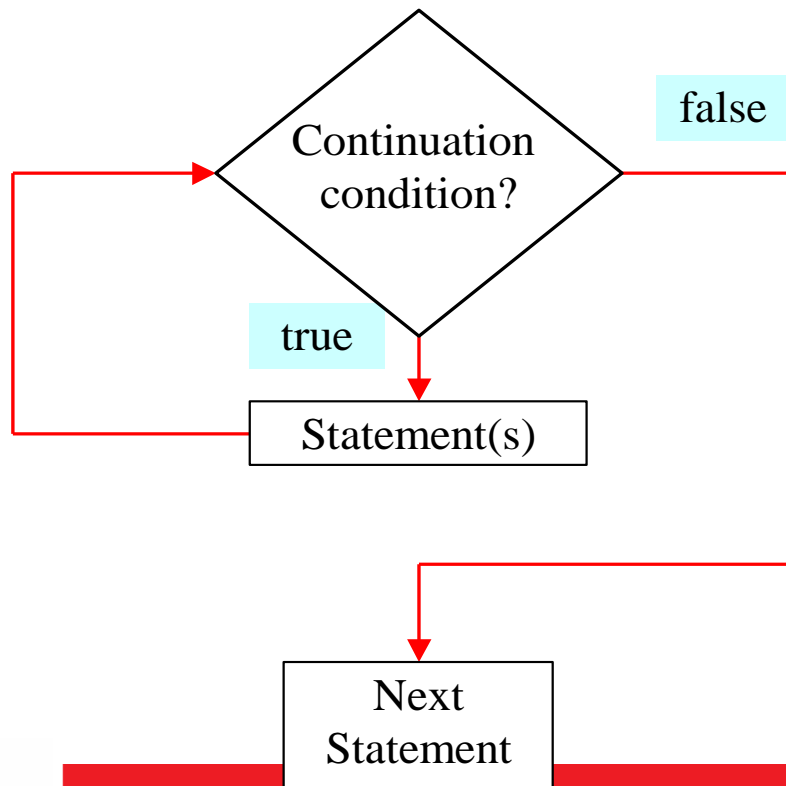 false
Continuation
condition?
true
Statement(s)
Next
Statement